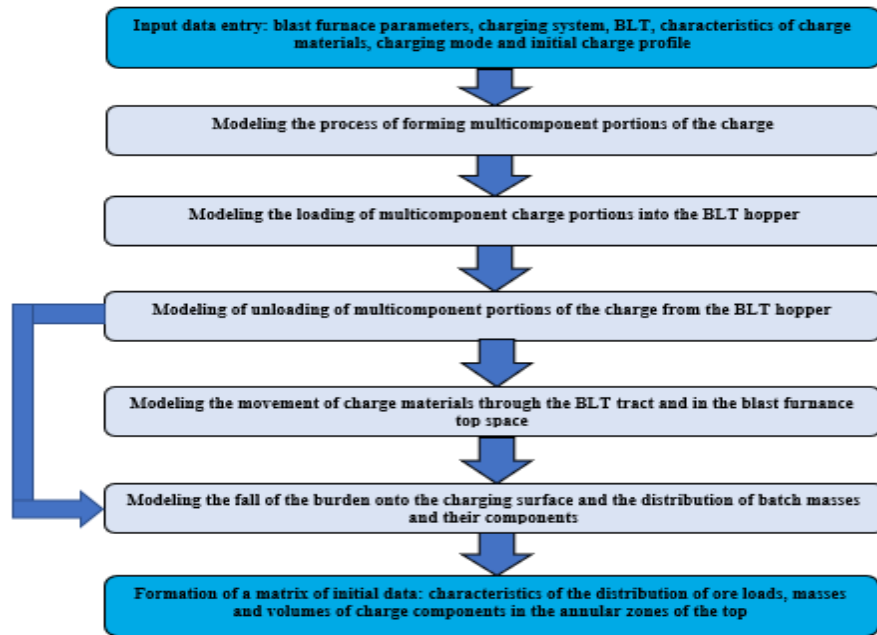 Input data entry: blast furnace parameters, charging system, BLT, characteristics of charge
materials, charging mode and initial charge profile
Modeling the process of forming multicomponent portions of the charge
Modeling the loading of multicomponent charge portions into the BLT hopper
Modeling of unloading of multicomponent portions of the charge from the BLT hopper
Modeling the movement of charge materials through the BLT tract and in the blast furnance
top space
Modeling the fall of the burden onto the charging surface and the distribution of batch masses
and their components
Formation of a matrix of initial data: characteristics of the distribution of ore loads, masses
and volumes of charge components in the annular zones of the top